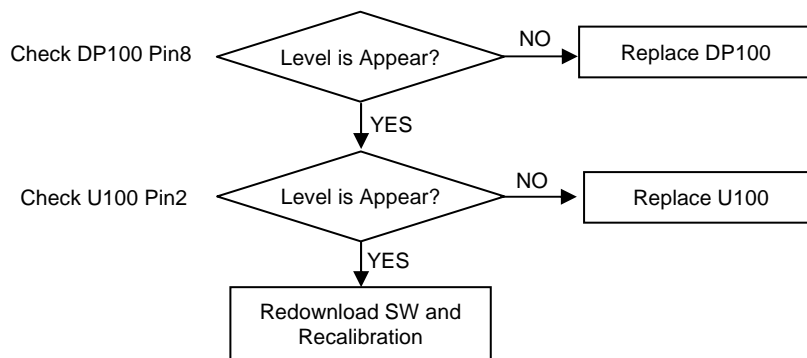 Check DP100 Pin8
Level is Appear?
NO
Replace DP100
YES
Check U100 Pin2
Level is Appear?
NO
Replace U100
YES
Redownload SW and
Recalibration